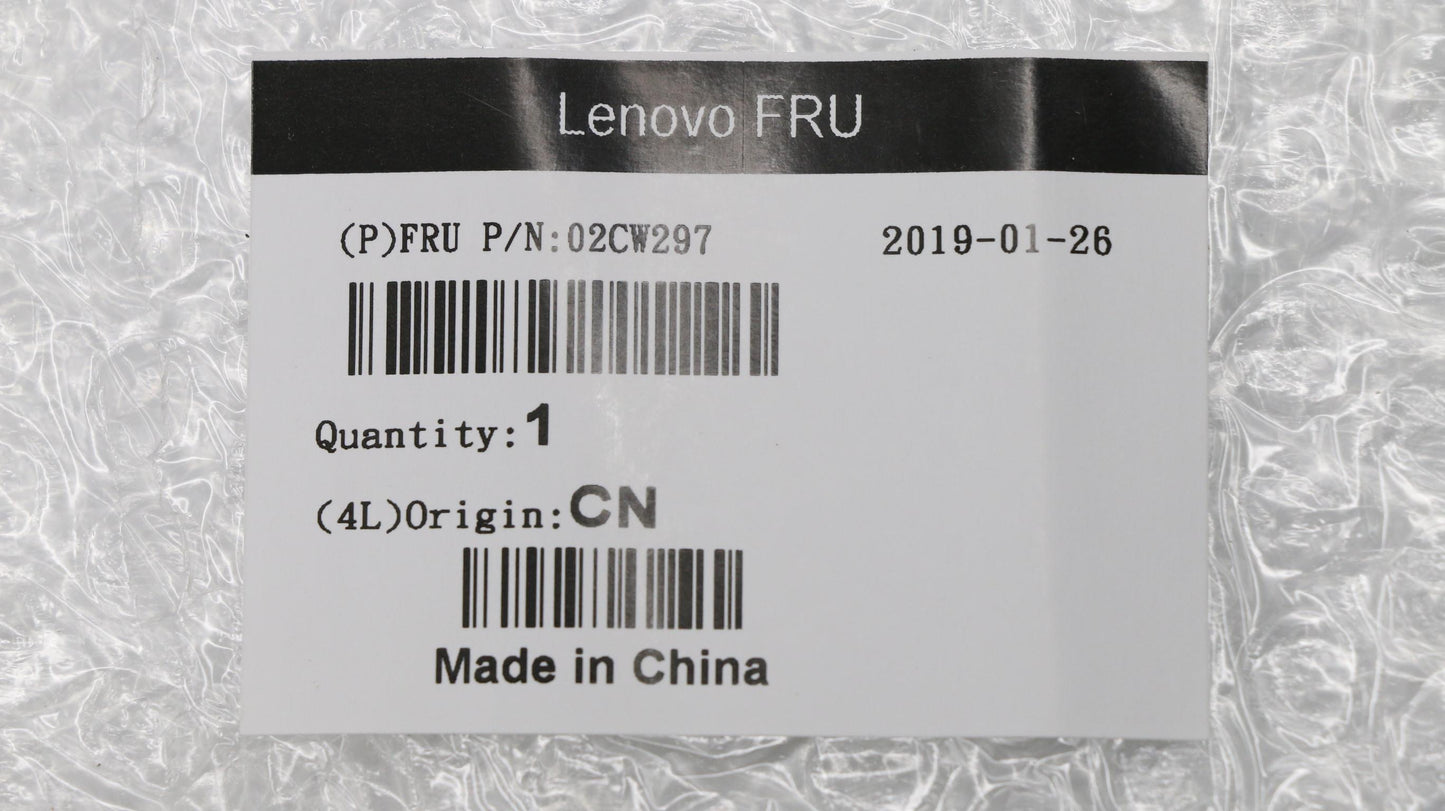 Lenovo FRU
(P)FRU P/N:02CW297 2019-01-26
Quantity:1
(4L)Origin:CN
Made in China